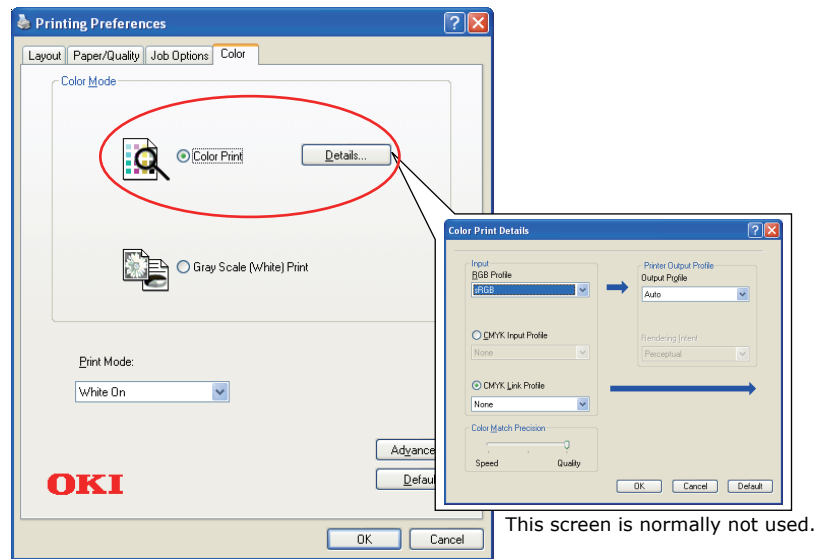 Printing Preferences
Layout Paper/Quality Job Options Color
Color Mode
Color Print
Details...
Gray Scale (White) Print
Print Mode:
White On
Advance
Defaul
OKI
OK Cancel
Color Print Details
Input
RGB Profile
sRGB
Printer Output Profile
Output Profile
Auto
CMYK Input Profile
None
Rendering Intent
Perceptual
CMYK Link Profile
None
Color Match Precision
Speed Quality
OK Cancel Default
This screen is normally not used.